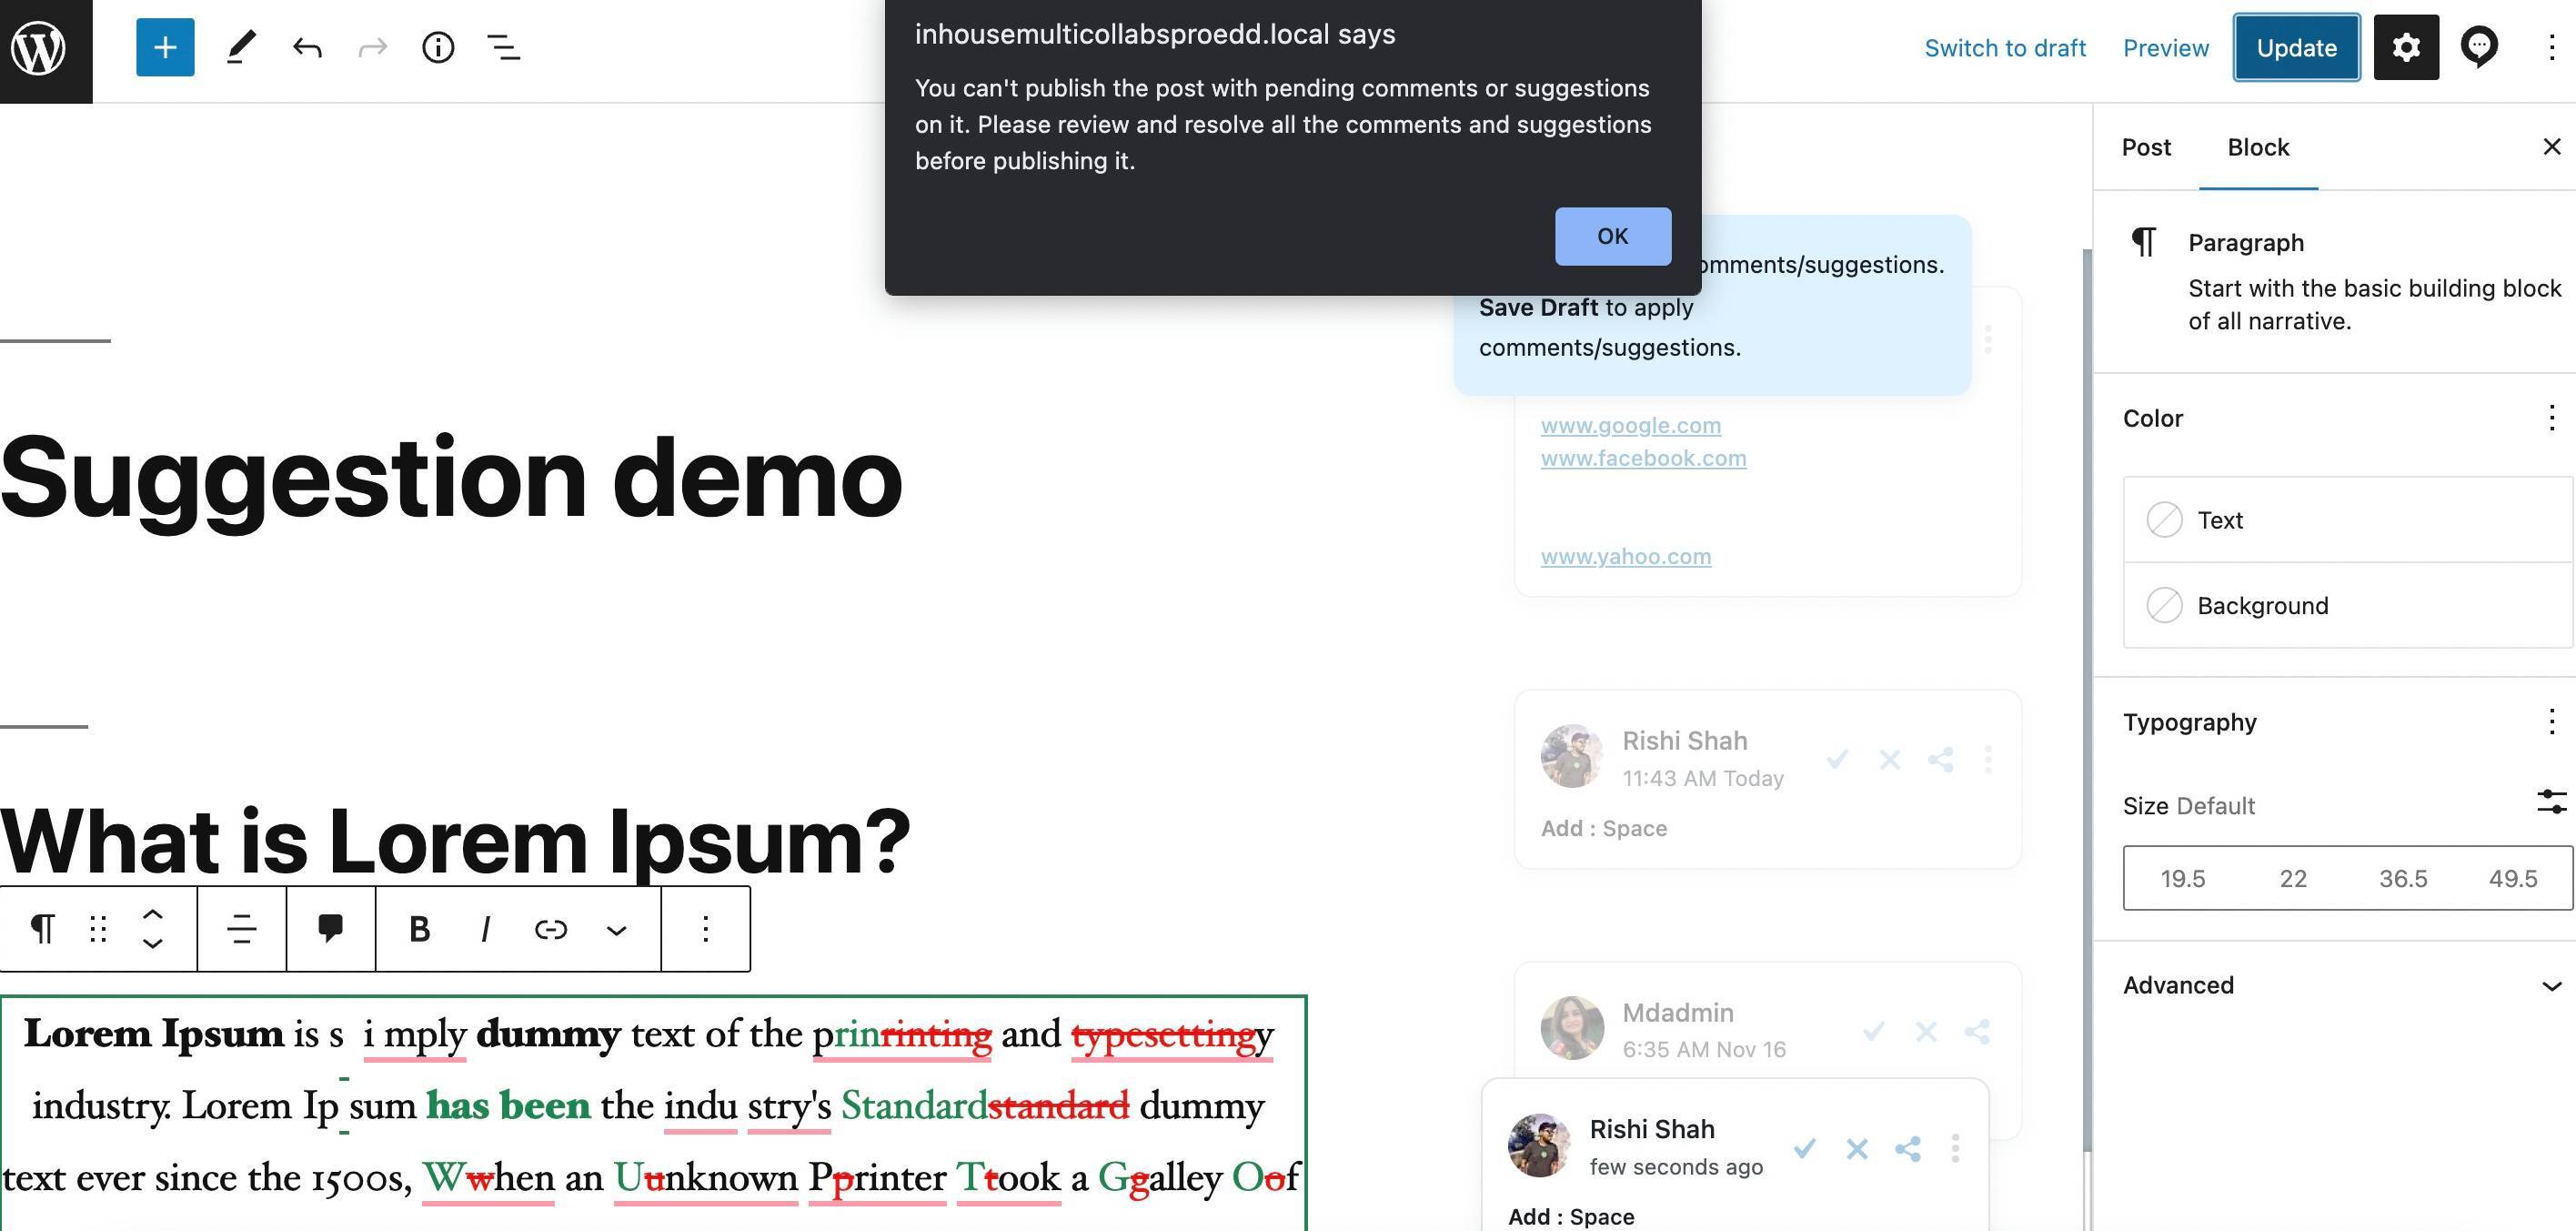 inhousemulticollabsproedd.local says
You can't publish the post with pending comments or suggestions
on it. Please review and resolve all the comments and suggestions
before publishing it.
OK
Switch to draft
Preview
Update
omments/suggestions.
Save Draft to apply
comments/suggestions.
www.google.com
www.facebook.com
www.yahoo.com
Suggestion demo
What is Lorem Ipsum?
B I
Lorem Ipsum is s i mply dummy text of the prinrinting and typesettingy
industry. Lorem Ip sum has been the indu stry's Standardstandard dummy
text ever since the 1500s, Wwhen an Uunknown Pprinter Ttook a Ggalley Oof
Rishi Shah
11:43 AM Today
Add : Space
Mdadmin
6:35 AM Nov 16
Rishi Shah
few seconds ago
Add : Space
Post
Block
Paragraph
Start with the basic building block
of all narrative.
Color
Text
Background
Typography
Size Default
19.5 22 36.5 49.5
Advanced